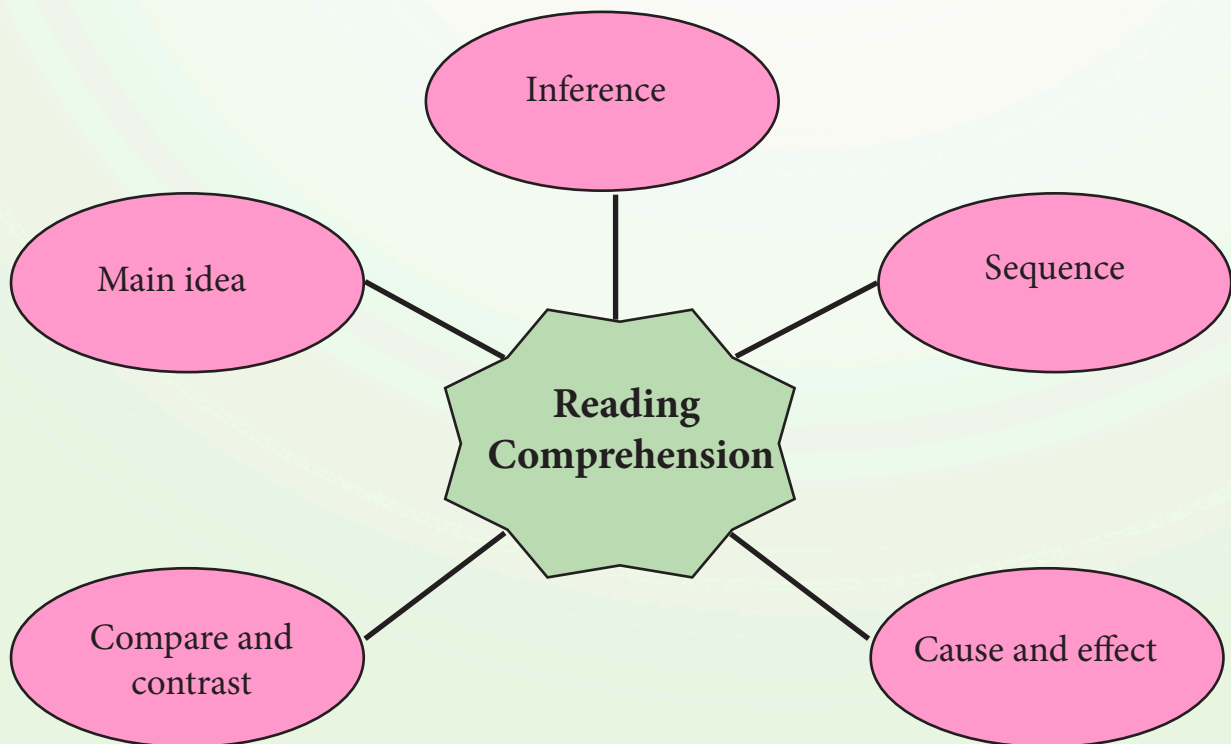 Inference
Main idea
Sequence
Reading
Comprehension
Compare and
contrast
Cause and effect